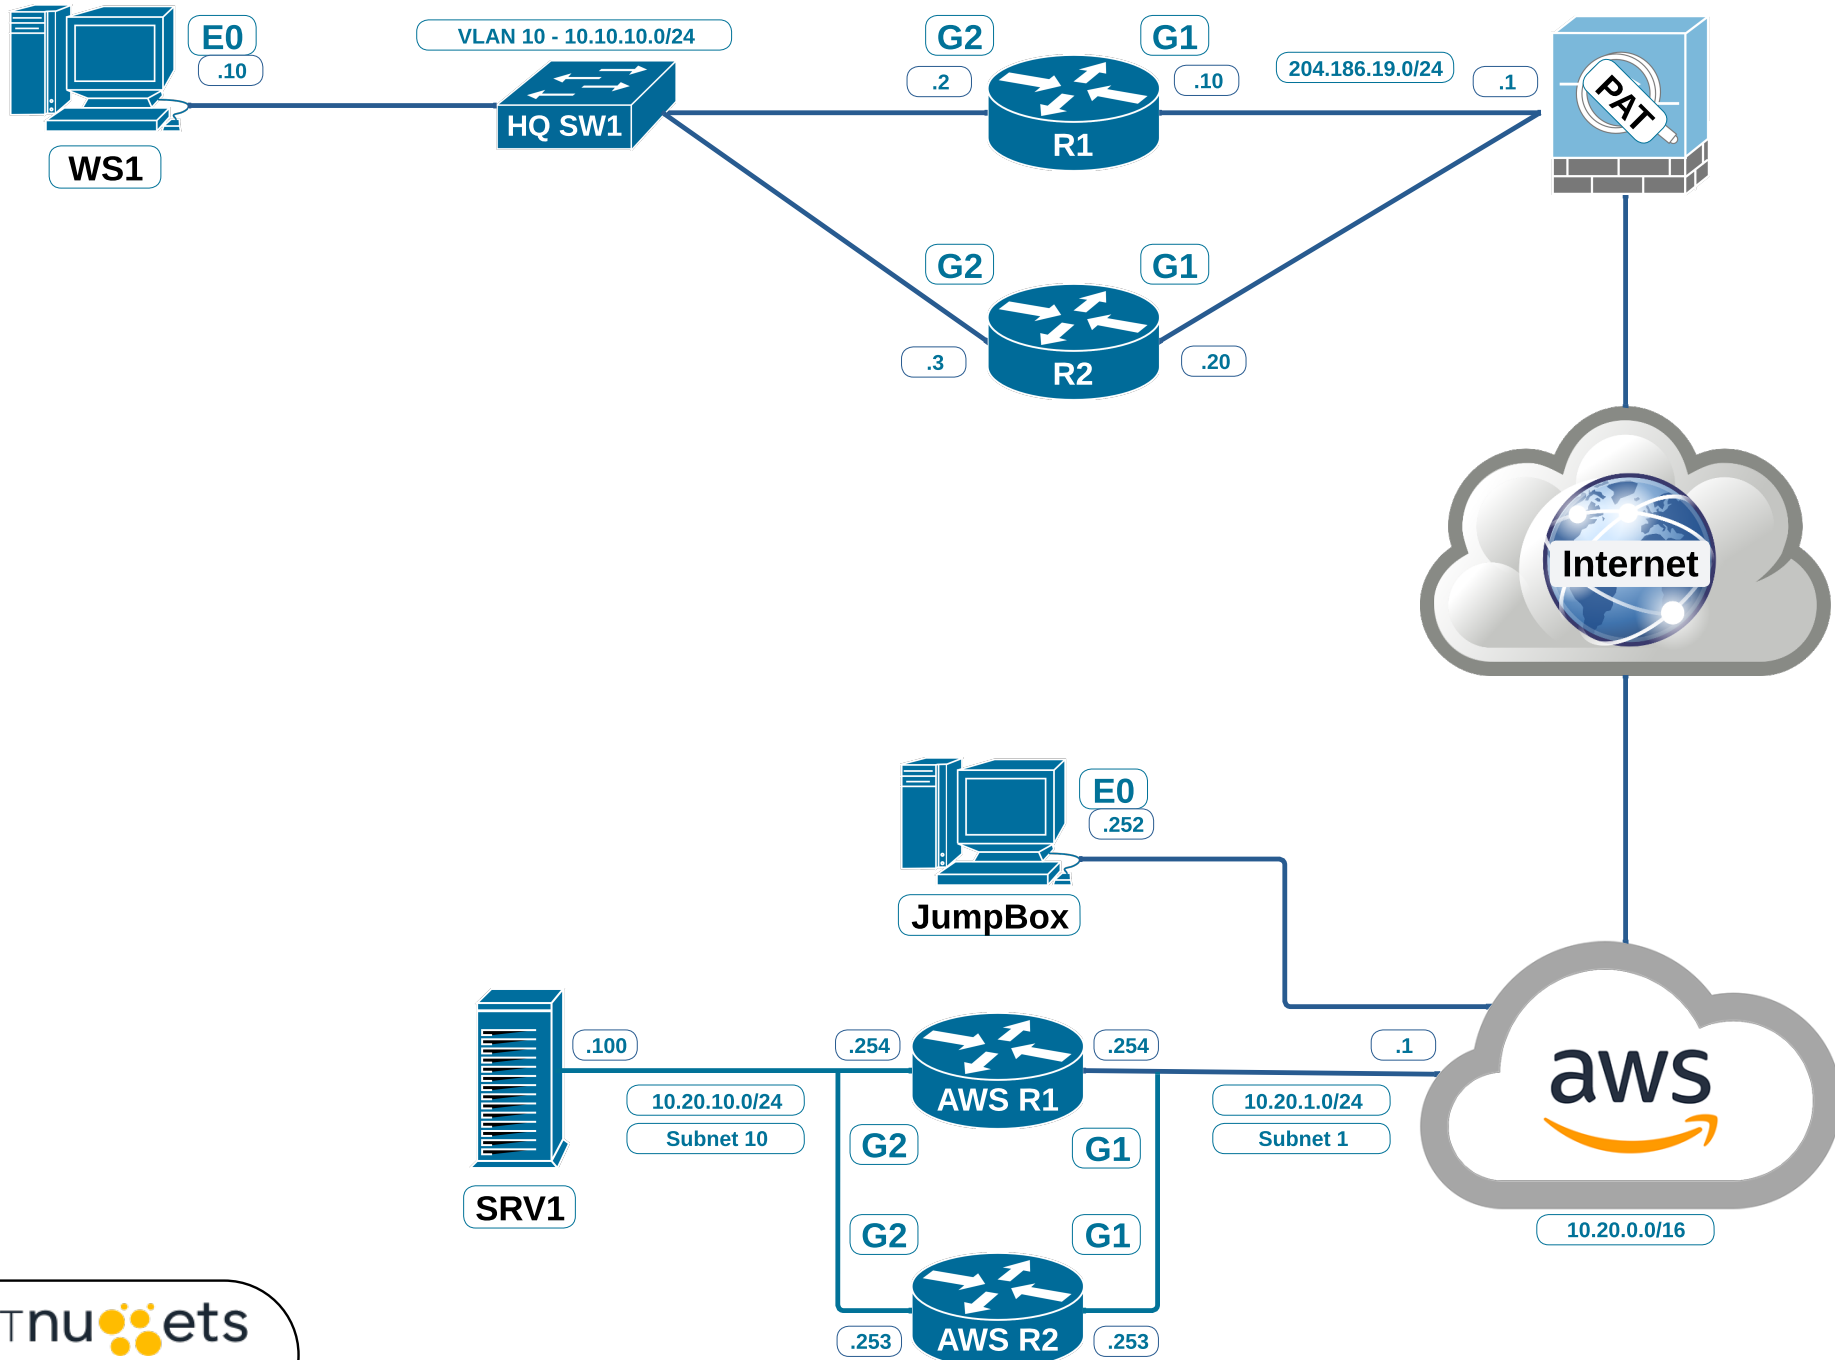 E0
.10
WS1
VLAN 10 - 10.10.10.0/24
HQ SW1
G2
G1
.2
.10
R1
204.186.19.0/24
.1
PAT
G2
G1
.3
.20
R2
Internet
E0
.252
JumpBox
.100
.254
.254
.1
AWS R1
10.20.10.0/24
Subnet 10
10.20.1.0/24
Subnet 1
aws
G2
G1
SRV1
G2
G1
10.20.0.0/16
AWS R2
.253
.253
Tnuggets